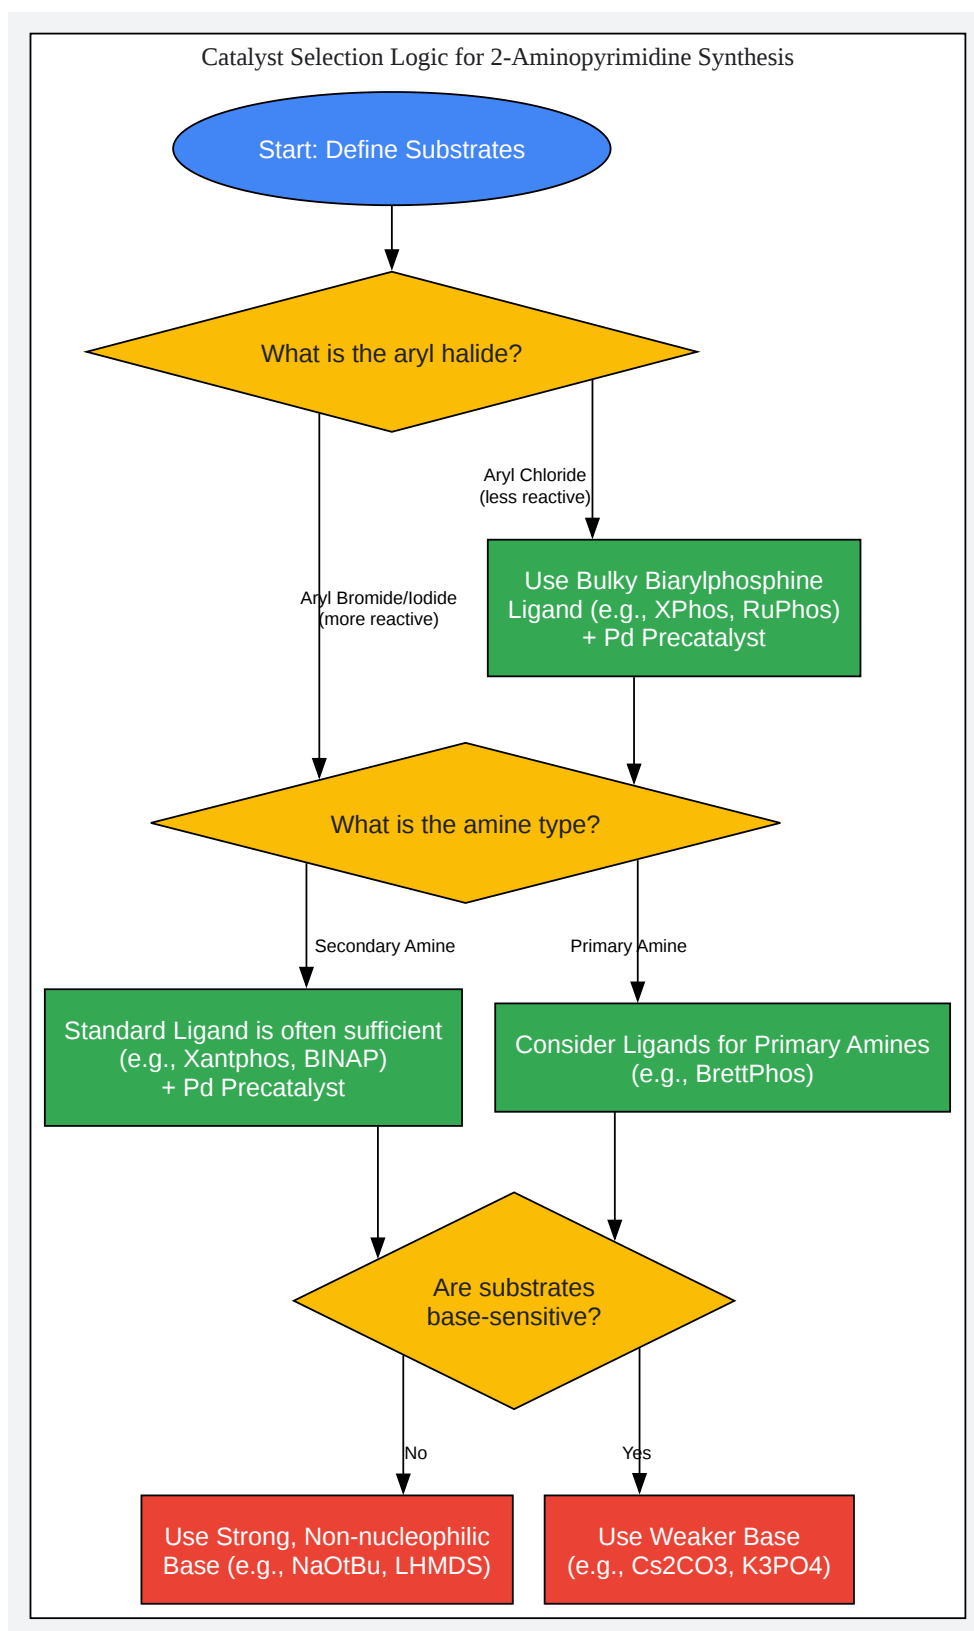 Catalyst Selection Logic for 2-Aminopyrimidine Synthesis
Start: Define Substrates
What is the aryl halide?
Aryl Chloride
(less reactive)
Use Bulky Biarylphosphine
Ligand (e.g., XPhos, RuPhos)
+ Pd Precatalyst
Aryl Bromide/Iodide
(more reactive)
What is the amine type?
Secondary Amine
Primary Amine
Standard Ligand is often sufficient
(e.g., Xantphos, BINAP)
+ Pd Precatalyst
Consider Ligands for Primary Amines
(e.g., BrettPhos)
Are substrates
base-sensitive?
No
Yes
Use Strong, Non-nucleophilic
Base (e.g., NaOtBu, LHMDS)
Use Weaker Base
(e.g., Cs2CO3, K3PO4)